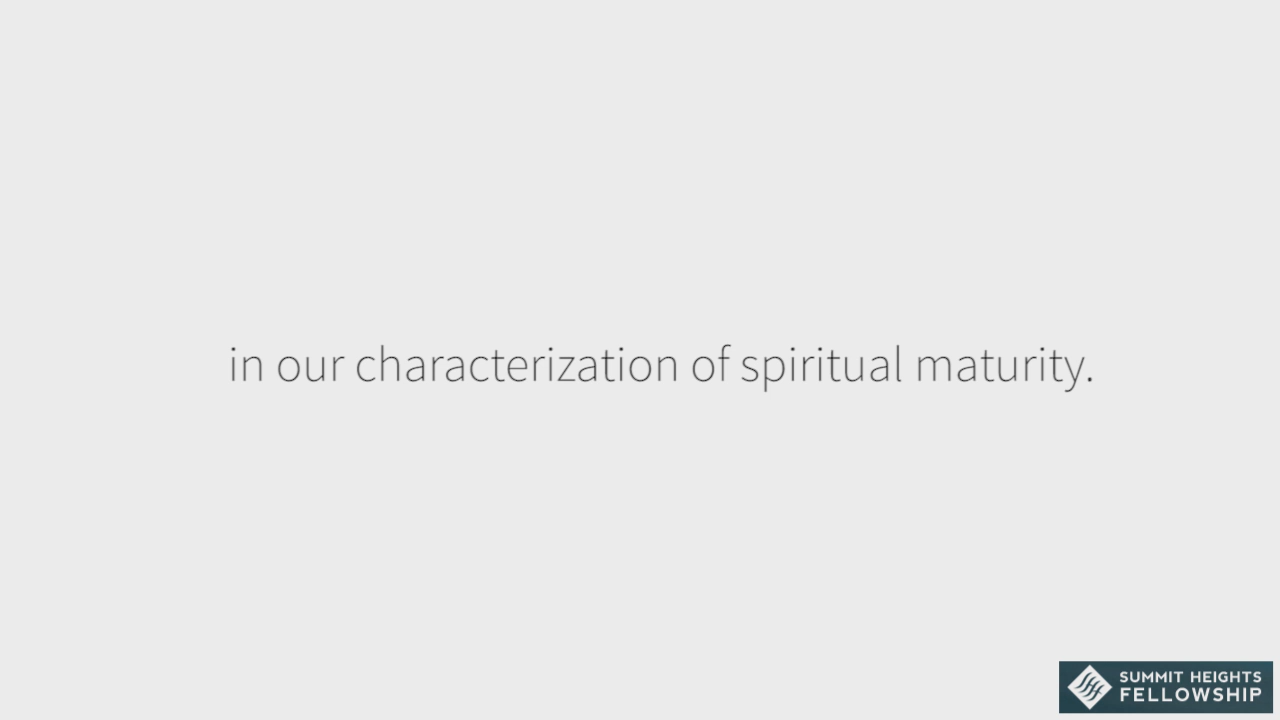 in our characterization of spiritual maturity.
SUMMIT HEIGHTS
FELLOWSHIP